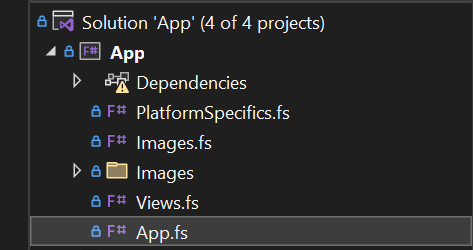 Solution 'App' (4 of 4 projects)
F# App
Dependencies
F# PlatformSpecifics.fs
F# Images.fs
Images
F# Views.fs
F# App.fs